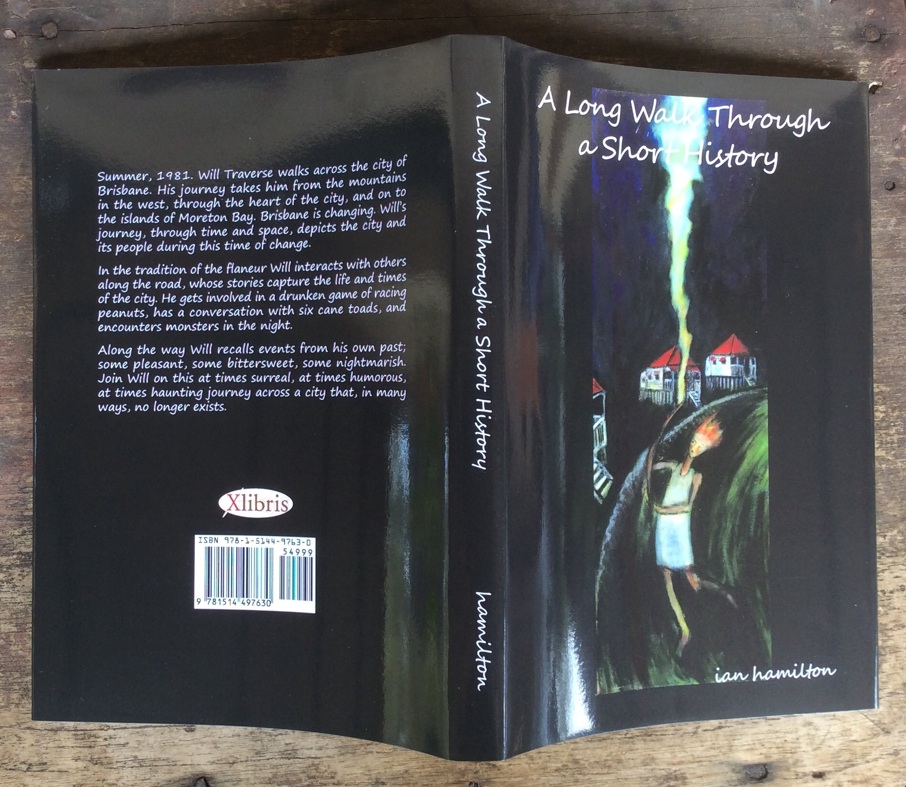 Summer, 1981. Will Traverse walks across the city of
Brisbane. His journey takes him from the mountains
in the west, through the heart of the city, and on to
the islands of Moreton Bay. Brisbane is changing. Will's
journey, through time and space, depicts the city and
its people during this time of change.
In the tradition of the flaneur Will interacts with others
along the road, whose stories capture the life and times
of the city. He gets involved in a drunken game of racing
peanuts, has a conversation with six cane toads, and
encounters monsters in the night.
Along the way Will recalls events from his own past;
some pleasant, some bittersweet, some nightmarish.
Join Will on this at times surreal, at times humorous,
at times haunting journey across a city that, in many
ways, no longer exists.
Xlibris
ISBN 978-1-5144-9763-0
54999
9 781514 497630
A Long Walk Through a Short History
hamilton
A Long Walk Through
a Short History
ian hamilton